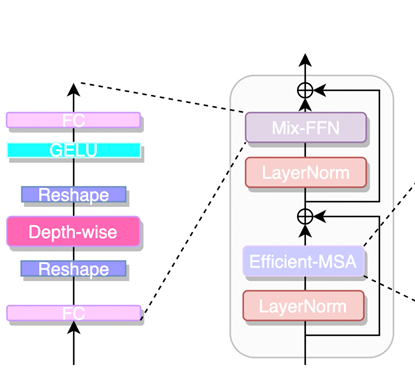 FC
GELU
Reshape
Depth-wise
Reshape
FC
Mix-FFN
LayerNorm
Efficient-MSA
LayerNorm